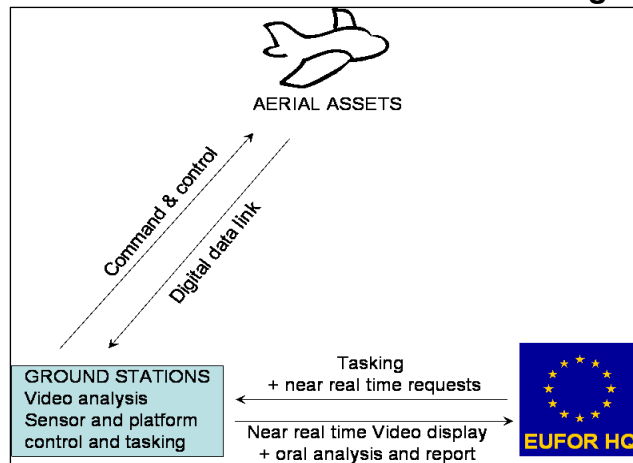 AERIAL ASSETS
Command & control
Digital data link
GROUND STATIONS
Video analysis
Sensor and platform
control and tasking
Tasking
+ near real time requests
Near real time Video display
+ oral analysis and report
EUFOR HQ